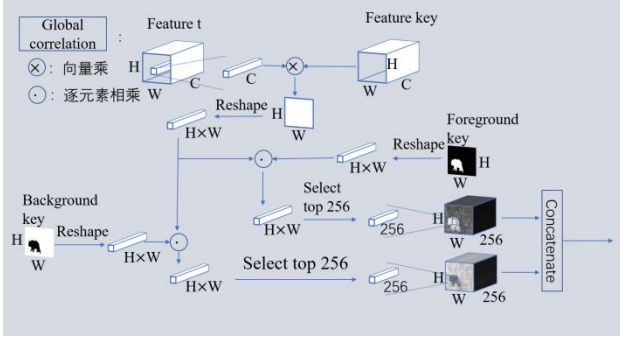 Global
correlation
:
Feature t
Feature key
H
W
C
C
H
W
C
: 向量乘
: 逐元素相乘
Reshape
H
W
H×W
Foreground
key
Reshape
H×W
H
W
Background
key
H
W
Reshape
H×W
Select
top 256
H×W
256
H
W
256
H×W
Select top 256
256
H
W
256
Concatenate